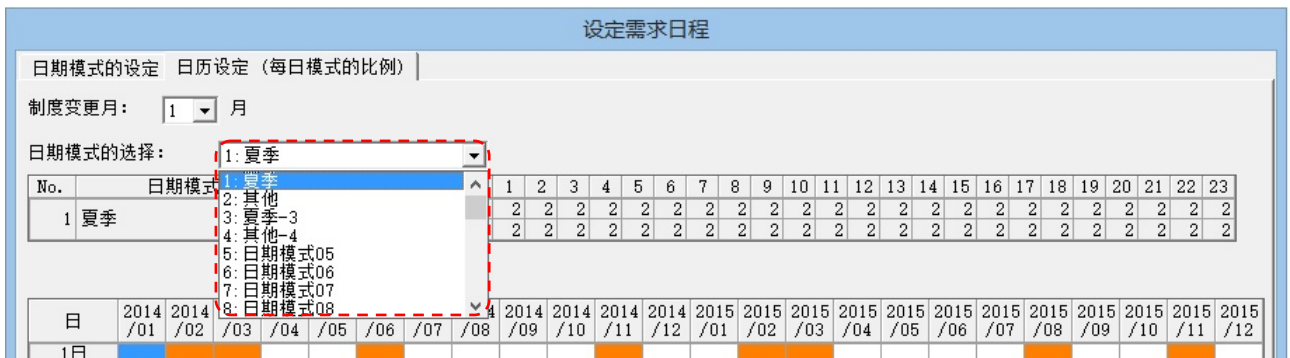 设定需求日程
日期模式的设定 日历设定（每日模式的比例）
制度变更月： 1 月
日期模式的选择： 1:夏季
1:夏季
2:其他
3:夏季-3
4:其他-4
5:日期模式05
6:日期模式06
7:日期模式07
8:日期模式08
No. 日期模式 1 2 3 4 5 6 7 8 9 10 11 12 13 14 15 16 17 18 19 20 21 22 23
1 夏季 2 2 2 2 2 2 2 2 2 2 2 2 2 2 2 2 2 2 2 2 2 2 2
2 2 2 2 2 2 2 2 2 2 2 2 2 2 2 2 2 2 2 2 2 2 2
日 2014/01 2014/02 /03 /04 /05 /06 /07 4/08 2014/09 2014/10 2014/11 2014/12 2015/01 2015/02 2015/03 2015/04 2015/05 2015/06 2015/07 2015/08 2015/09 2015/10 2015/11 2015/12
1日